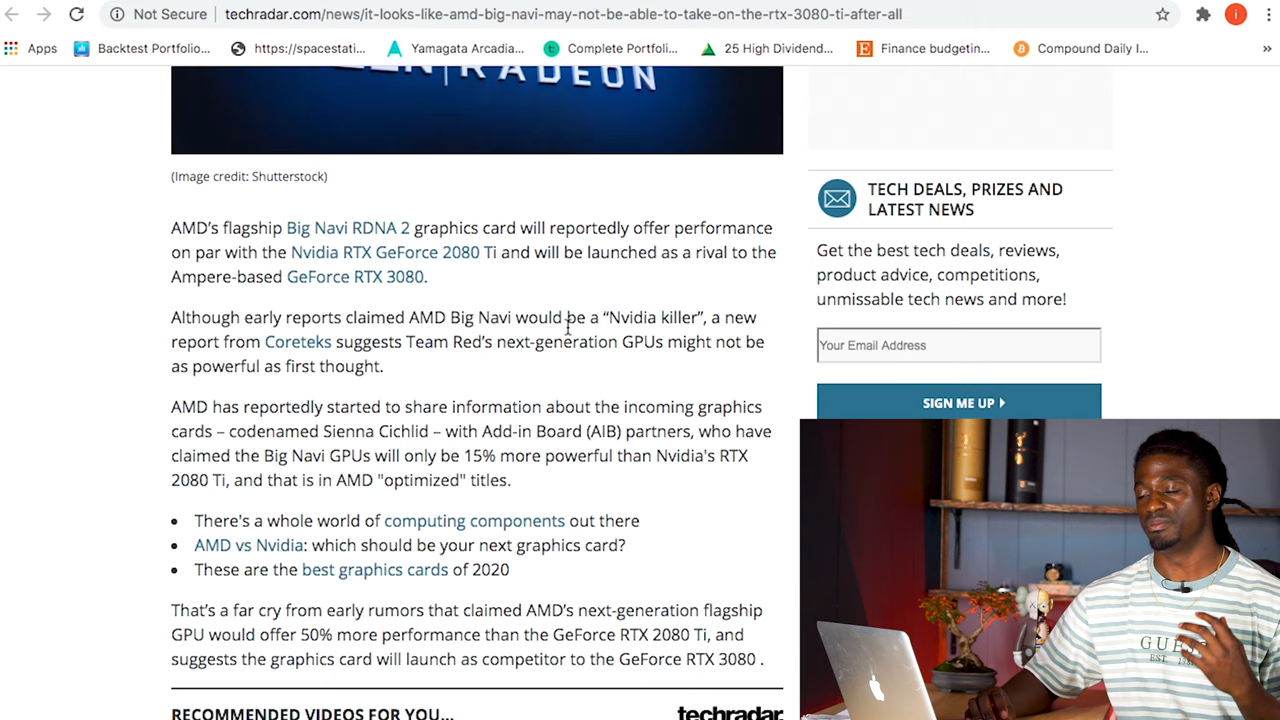 Not Secure | techradar.com/news/it-looks-like-amd-big-navi-may-not-be-able-to-take-on-the-rtx-3080-ti-after-all
i
Apps Backtest Portfolio... https://spacestati... Yamagata Arcadia... Complete Portfoli... 25 High Dividend... Finance budgetin... Compound Daily I... »
RADEON
(Image credit: Shutterstock)
AMD's flagship Big Navi RDNA 2 graphics card will reportedly offer performance
on par with the Nvidia RTX GeForce 2080 Ti and will be launched as a rival to the
Ampere-based GeForce RTX 3080.
Although early reports claimed AMD Big Navi would be a “Nvidia killer”, a new
report from Coreteks suggests Team Red's next-generation GPUs might not be
as powerful as first thought.
AMD has reportedly started to share information about the incoming graphics
cards – codenamed Sienna Cichlid – with Add-in Board (AIB) partners, who have
claimed the Big Navi GPUs will only be 15% more powerful than Nvidia's RTX
2080 Ti, and that is in AMD "optimized" titles.
• There's a whole world of computing components out there
• AMD vs Nvidia: which should be your next graphics card?
• These are the best graphics cards of 2020
That's a far cry from early rumors that claimed AMD's next-generation flagship
GPU would offer 50% more performance than the GeForce RTX 2080 Ti, and
suggests the graphics card will launch as competitor to the GeForce RTX 3080 .
RECOMMENDED VIDEOS FOR YOU...
techradar.
TECH DEALS, PRIZES AND
LATEST NEWS
Get the best tech deals, reviews,
product advice, competitions,
unmissable tech news and more!
Your Email Address
SIGN ME UP
GUESS